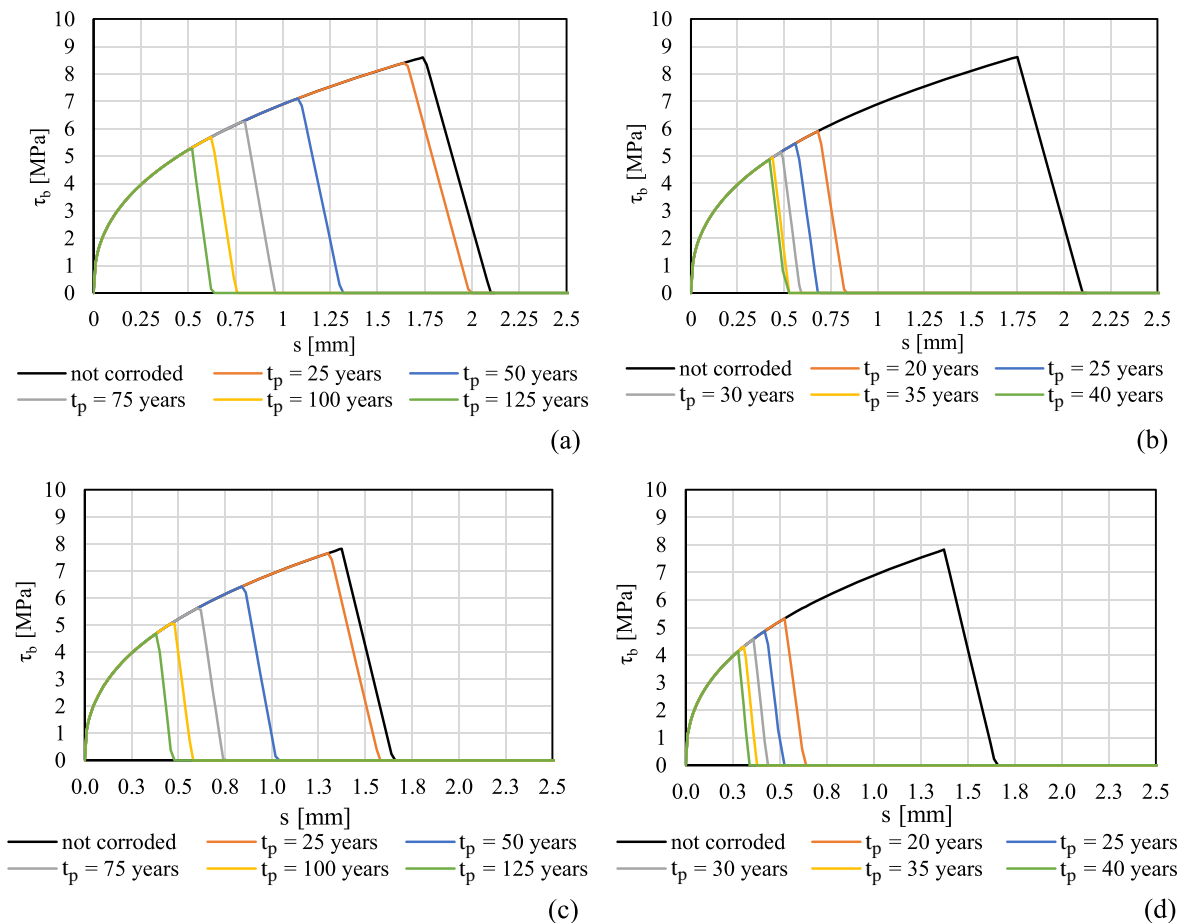 10
9
8
7
6
5
4
3
2
1
0
τb [MPa]
0 0.25 0.5 0.75 1 1.25 1.5 1.75 2 2.25 2.5
s [mm]
not corroded tp = 25 years tp = 50 years
tp = 75 years tp = 100 years tp = 125 years
(a)
10
9
8
7
6
5
4
3
2
1
0
τb [MPa]
0 0.25 0.5 0.75 1 1.25 1.5 1.75 2 2.25 2.5
s [mm]
not corroded tp = 20 years tp = 25 years
tp = 30 years tp = 35 years tp = 40 years
(b)
10
9
8
7
6
5
4
3
2
1
0
τb [MPa]
0.0 0.3 0.5 0.8 1.0 1.3 1.5 1.8 2.0 2.3 2.5
s [mm]
not corroded tp = 25 years tp = 50 years
tp = 75 years tp = 100 years tp = 125 years
(c)
10
9
8
7
6
5
4
3
2
1
0
τb [MPa]
0.0 0.3 0.5 0.8 1.0 1.3 1.5 1.8 2.0 2.3 2.5
s [mm]
not corroded tp = 20 years tp = 25 years
tp = 30 years tp = 35 years tp = 40 years
(d)